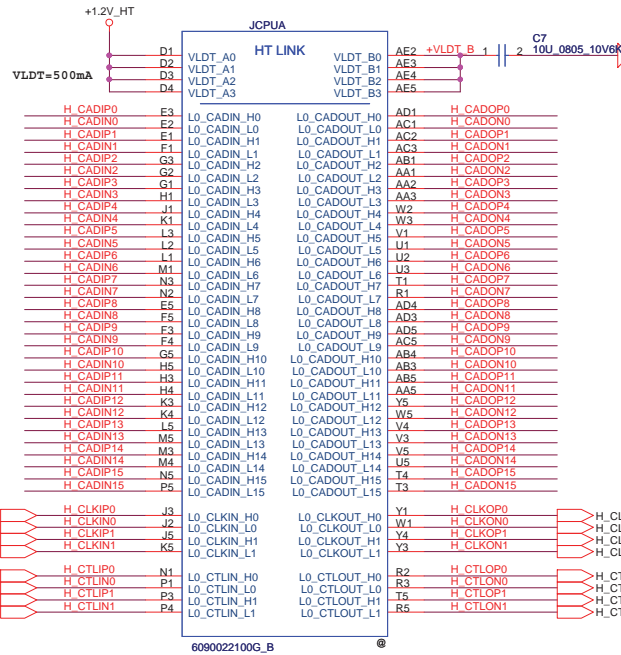 +1.2V_HT
JCPUA
HT LINK
C7
10U_0805_10V6K
VLDT=500mA
D1 VLDT_A0 VLDT_B0 AE2 +VLDT_B 1 2
D2 VLDT_A1 VLDT_B1 AE3
D3 VLDT_A2 VLDT_B2 AE4
D4 VLDT_A3 VLDT_B3 AE5
H_CADIP0 E3 L0_CADIN_H0 L0_CADOUT_H0 AD1 H_CADOP0
H_CADIN0 E2 L0_CADIN_L0 L0_CADOUT_L0 AC1 H_CADON0
H_CADIP1 E1 L0_CADIN_H1 L0_CADOUT_H1 AC2 H_CADOP1
H_CADIN1 F1 L0_CADIN_L1 L0_CADOUT_L1 AC3 H_CADON1
H_CADIP2 G3 L0_CADIN_H2 L0_CADOUT_H2 AB1 H_CADOP2
H_CADIN2 G2 L0_CADIN_L2 L0_CADOUT_L2 AA1 H_CADON2
H_CADIP3 G1 L0_CADIN_H3 L0_CADOUT_H3 AA2 H_CADOP3
H_CADIN3 H1 L0_CADIN_L3 L0_CADOUT_L3 AA3 H_CADON3
H_CADIP4 J1 L0_CADIN_H4 L0_CADOUT_H4 W2 H_CADOP4
H_CADIN4 K1 L0_CADIN_L4 L0_CADOUT_L4 W3 H_CADON4
H_CADIP5 L3 L0_CADIN_H5 L0_CADOUT_H5 V1 H_CADOP5
H_CADIN5 L2 L0_CADIN_L5 L0_CADOUT_L5 U1 H_CADON5
H_CADIP6 L1 L0_CADIN_H6 L0_CADOUT_H6 U2 H_CADOP6
H_CADIN6 M1 L0_CADIN_L6 L0_CADOUT_L6 U3 H_CADON6
H_CADIP7 N3 L0_CADIN_H7 L0_CADOUT_H7 T1 H_CADOP7
H_CADIN7 N2 L0_CADIN_L7 L0_CADOUT_L7 R1 H_CADON7
H_CADIP8 E5 L0_CADIN_H8 L0_CADOUT_H8 AD4 H_CADOP8
H_CADIN8 F5 L0_CADIN_L8 L0_CADOUT_L8 AD3 H_CADON8
H_CADIP9 F3 L0_CADIN_H9 L0_CADOUT_H9 AD5 H_CADOP9
H_CADIN9 F4 L0_CADIN_L9 L0_CADOUT_L9 AC5 H_CADON9
H_CADIP10 G5 L0_CADIN_H10 L0_CADOUT_H10 AB4 H_CADOP10
H_CADIN10 H5 L0_CADIN_L10 L0_CADOUT_L10 AB3 H_CADON10
H_CADIP11 H3 L0_CADIN_H11 L0_CADOUT_H11 AB5 H_CADOP11
H_CADIN11 H4 L0_CADIN_L11 L0_CADOUT_L11 AA5 H_CADON11
H_CADIP12 K3 L0_CADIN_H12 L0_CADOUT_H12 Y5 H_CADOP12
H_CADIN12 K4 L0_CADIN_L12 L0_CADOUT_L12 W5 H_CADON12
H_CADIP13 L5 L0_CADIN_H13 L0_CADOUT_H13 V4 H_CADOP13
H_CADIN13 M5 L0_CADIN_L13 L0_CADOUT_L13 V3 H_CADON13
H_CADIP14 M3 L0_CADIN_H14 L0_CADOUT_H14 V5 H_CADOP14
H_CADIN14 M4 L0_CADIN_L14 L0_CADOUT_L14 U5 H_CADON14
H_CADIP15 N5 L0_CADIN_H15 L0_CADOUT_H15 T4 H_CADOP15
H_CADIN15 P5 L0_CADIN_L15 L0_CADOUT_L15 T3 H_CADON15
H_CLKIP0 J3 L0_CLKIN_H0 L0_CLKOUT_H0 Y1 H_CLKOP0 H_CL
H_CLKIN0 J2 L0_CLKIN_L0 L0_CLKOUT_L0 W1 H_CLKON0 H_CL
H_CLKIP1 J5 L0_CLKIN_H1 L0_CLKOUT_H1 Y4 H_CLKOP1 H_CL
H_CLKIN1 K5 L0_CLKIN_L1 L0_CLKOUT_L1 Y3 H_CLKON1 H_CL
H_CTLIP0 N1 L0_CTLIN_H0 L0_CTLOUT_H0 R2 H_CTLOP0 H_CT
H_CTLIN0 P1 L0_CTLIN_L0 L0_CTLOUT_L0 R3 H_CTLON0 H_CT
H_CTLIP1 P3 L0_CTLIN_H1 L0_CTLOUT_H1 T5 H_CTLOP1 H_CT
H_CTLIN1 P4 L0_CTLIN_L1 L0_CTLOUT_L1 R5 H_CTLON1 H_CT
6090022100G_B @